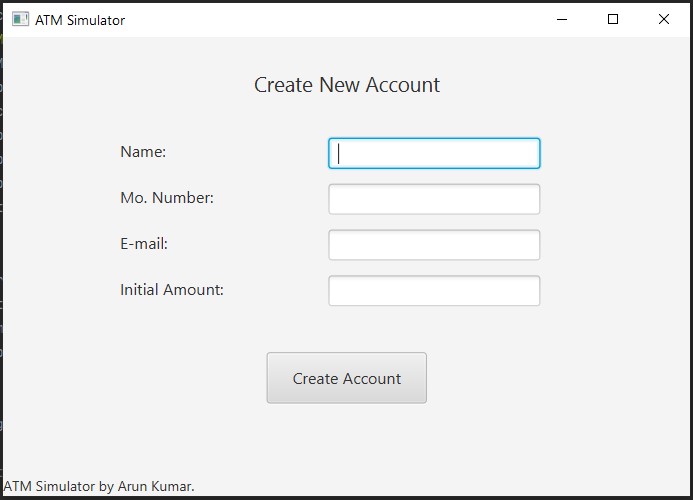 ATM Simulator
Create New Account
Name:
Mo. Number:
E-mail:
Initial Amount:
Create Account
ATM Simulator by Arun Kumar.